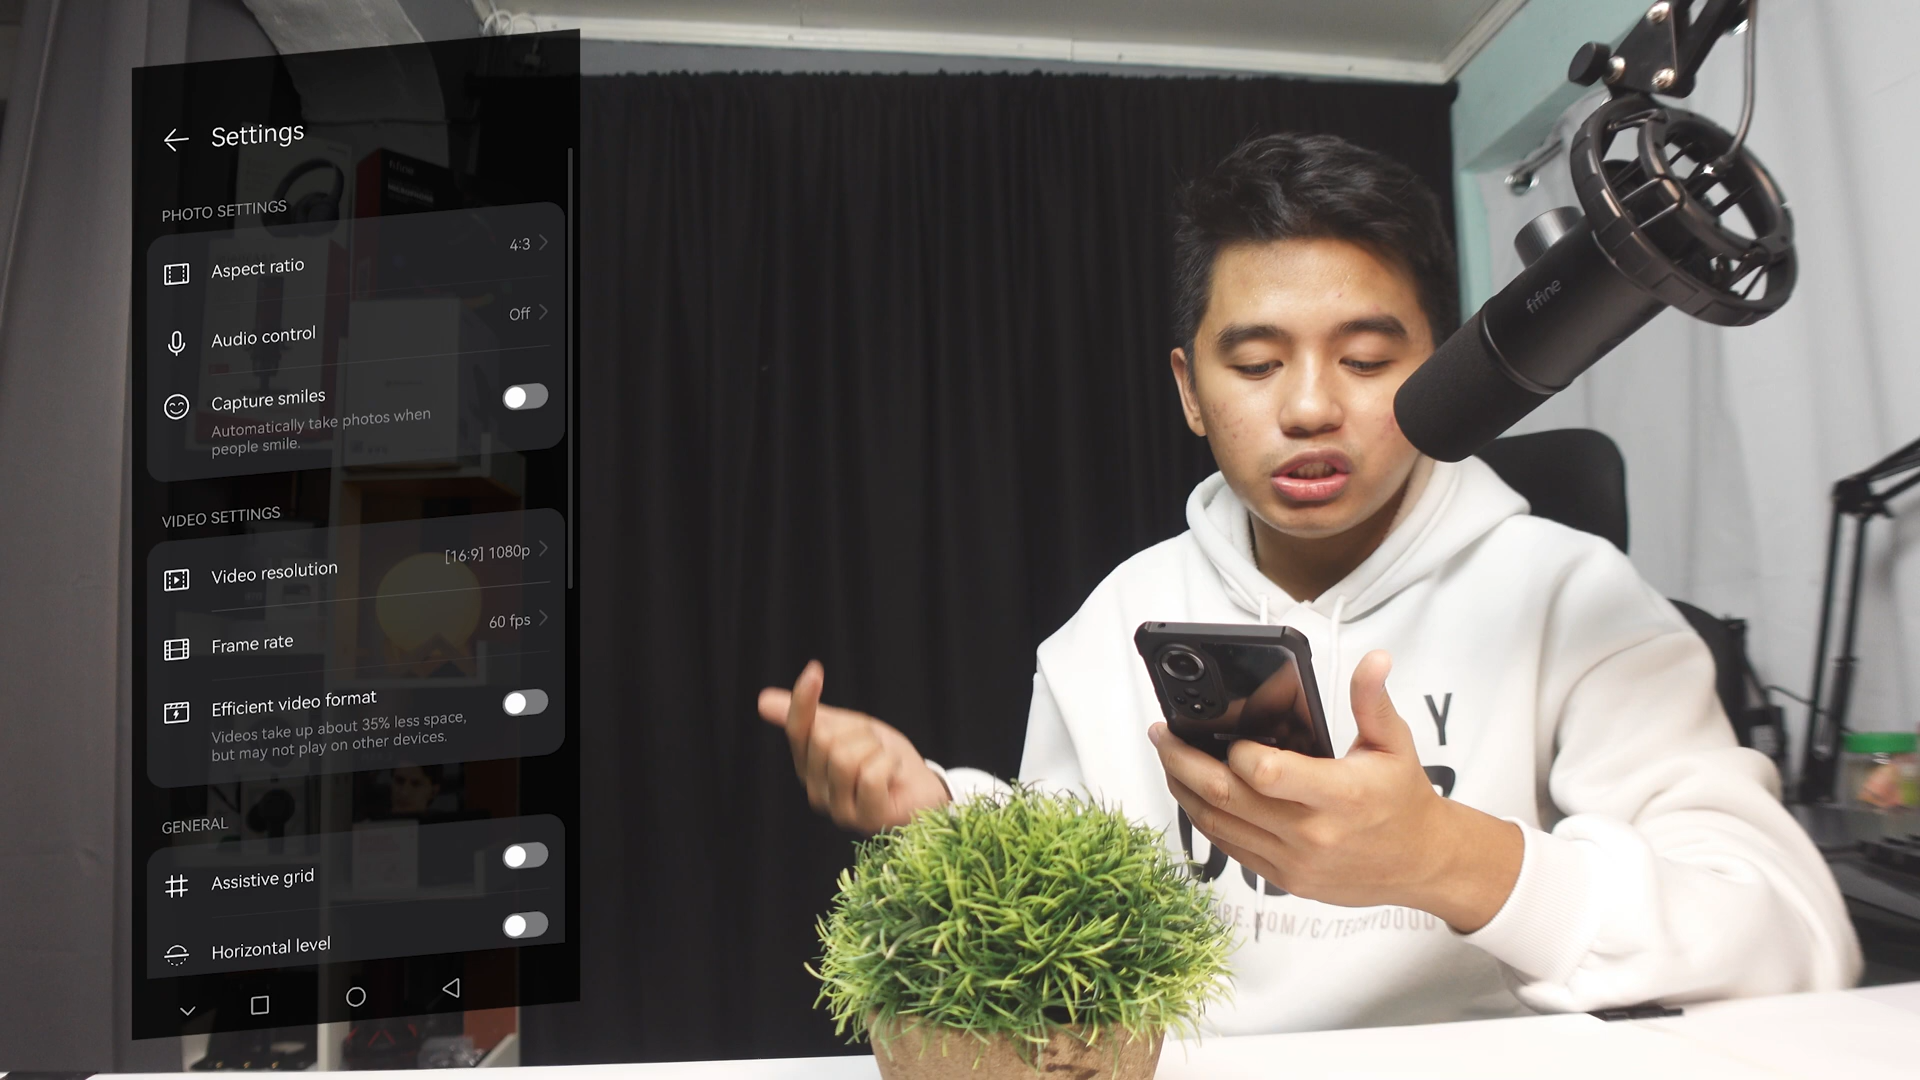 Settings
PHOTO SETTINGS
Aspect ratio
4:3
Audio control
Off
Capture smiles
Automatically take photos when
people smile.
VIDEO SETTINGS
Video resolution
[16:9] 1080p
Frame rate
60 fps
Efficient video format
Videos take up about 35% less space,
but may not play on other devices.
GENERAL
Assistive grid
Horizontal level
fifine
Y